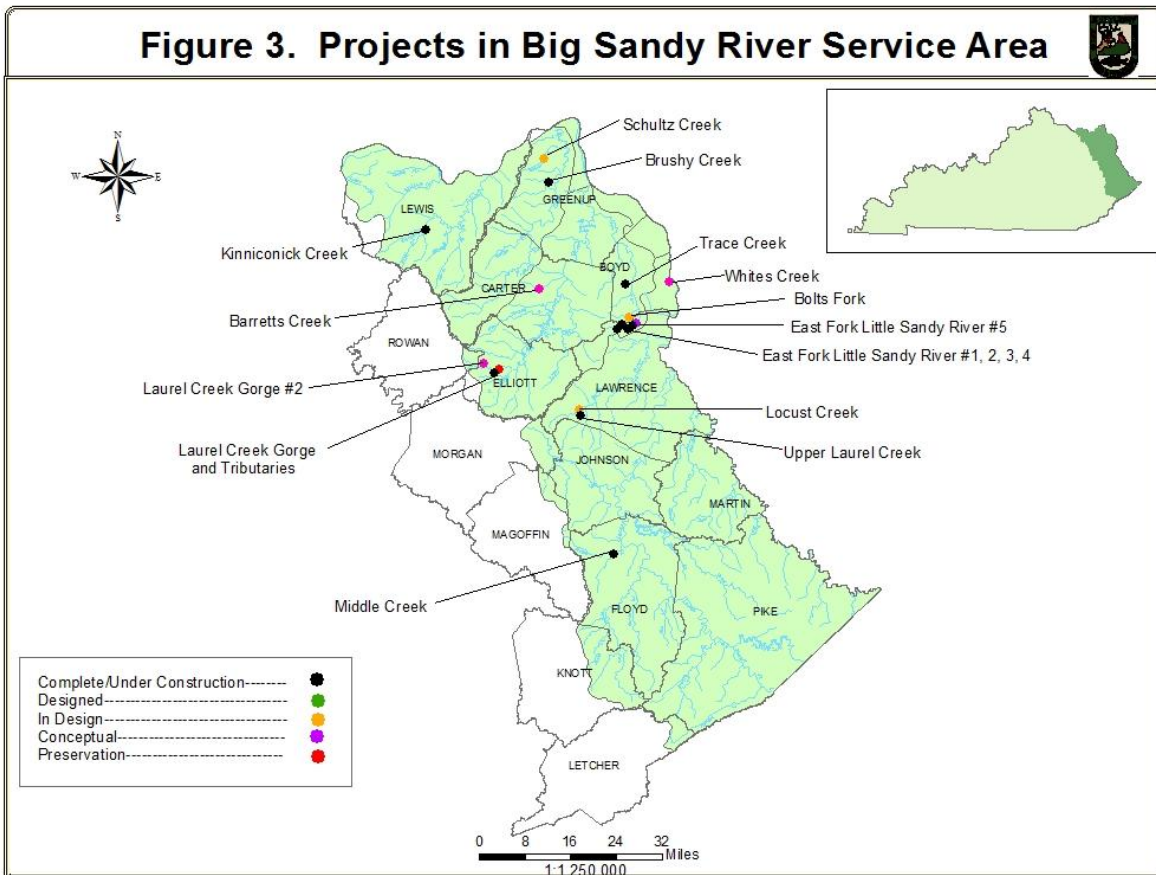 Figure 3. Projects in Big Sandy River Service Area
N
W
E
S
Schultz Creek
Brushy Creek
GREENUP
LEWIS
Kinniconick Creek
Trace Creek
BOYD
Whites Creek
CARTER
Bolts Fork
Barretts Creek
East Fork Little Sandy River #5
ROWAN
East Fork Little Sandy River #1, 2, 3, 4
Laurel Creek Gorge #2
ELLIOTT
LAWRENCE
Locust Creek
Laurel Creek Gorge
and Tributaries
MORGAN
Upper Laurel Creek
JOHNSON
MARTIN
MAGOFFIN
Middle Creek
FLOYD
PIKE
KNOTT
LETCHER
Complete/Under Construction--------
Designed-----------------------------------
In Design-----------------------------------
Conceptual--------------------------------
Preservation------------------------------
0 8 16 24 32
Miles
1:1,250,000